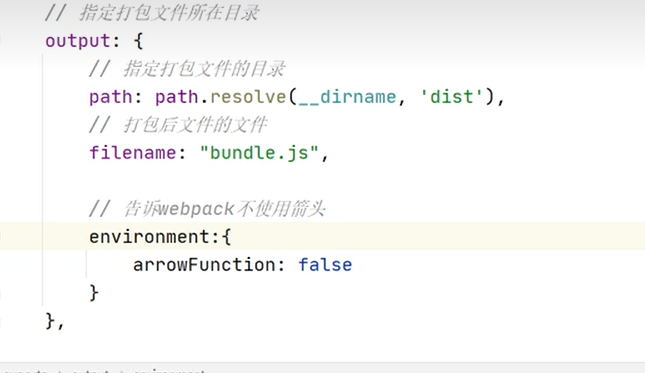 // 指定打包文件所在目录
output: {
// 指定打包文件的目录
path: path.resolve(__dirname, 'dist'),
// 打包后文件的文件
filename: "bundle.js",
// 告诉webpack不使用箭头
environment:{
arrowFunction: false
}
},